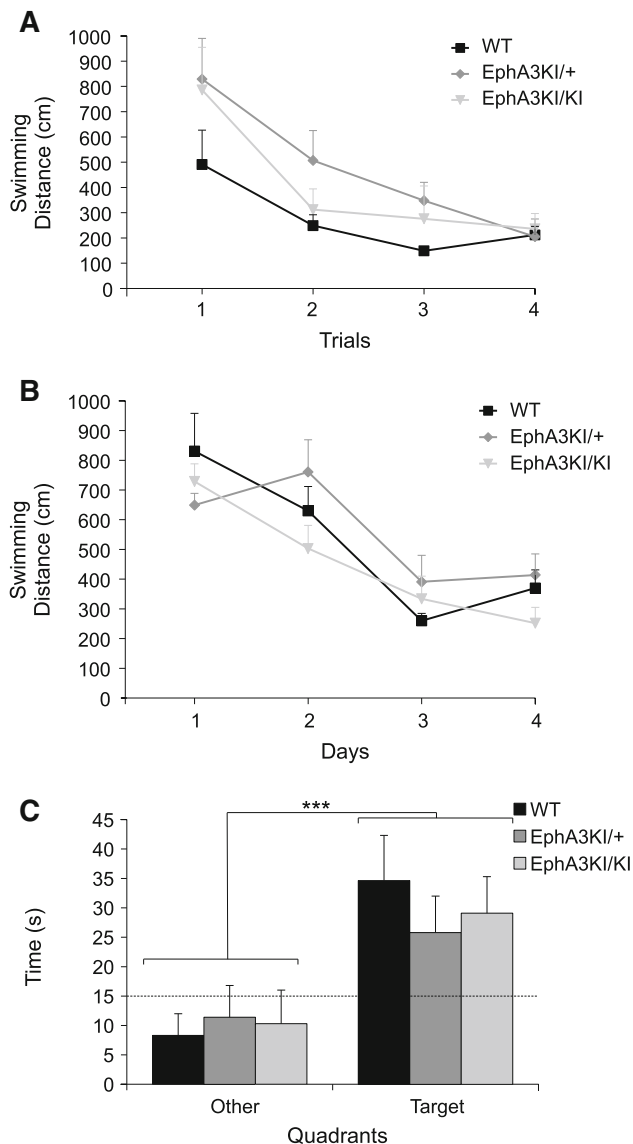 A
1000
900
800
700
600
500
400
300
200
100
0
Swimming
Distance (cm)
WT
EphA3KI/+
EphA3KI/KI
1 2 3 4
Trials
B
1000
900
800
700
600
500
400
300
200
100
0
Swimming
Distance (cm)
WT
EphA3KI/+
EphA3KI/KI
1 2 3 4
Days
C
45
40
35
30
25
20
15
10
5
0
Time (s)
***
WT
EphA3KI/+
EphA3KI/KI
Other Target
Quadrants